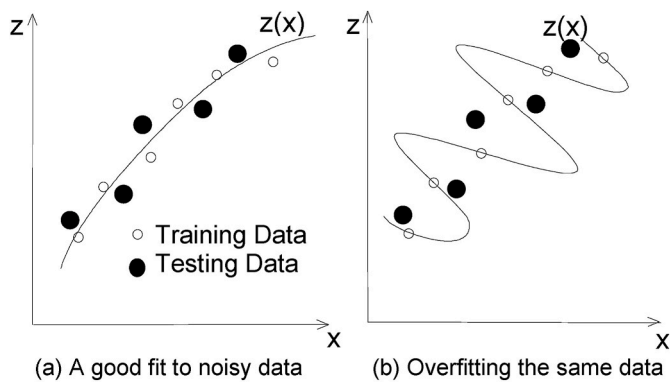 z
z(x)
Training Data
Testing Data
x
(a) A good fit to noisy data
z
z(x)
x
(b) Overfitting the same data